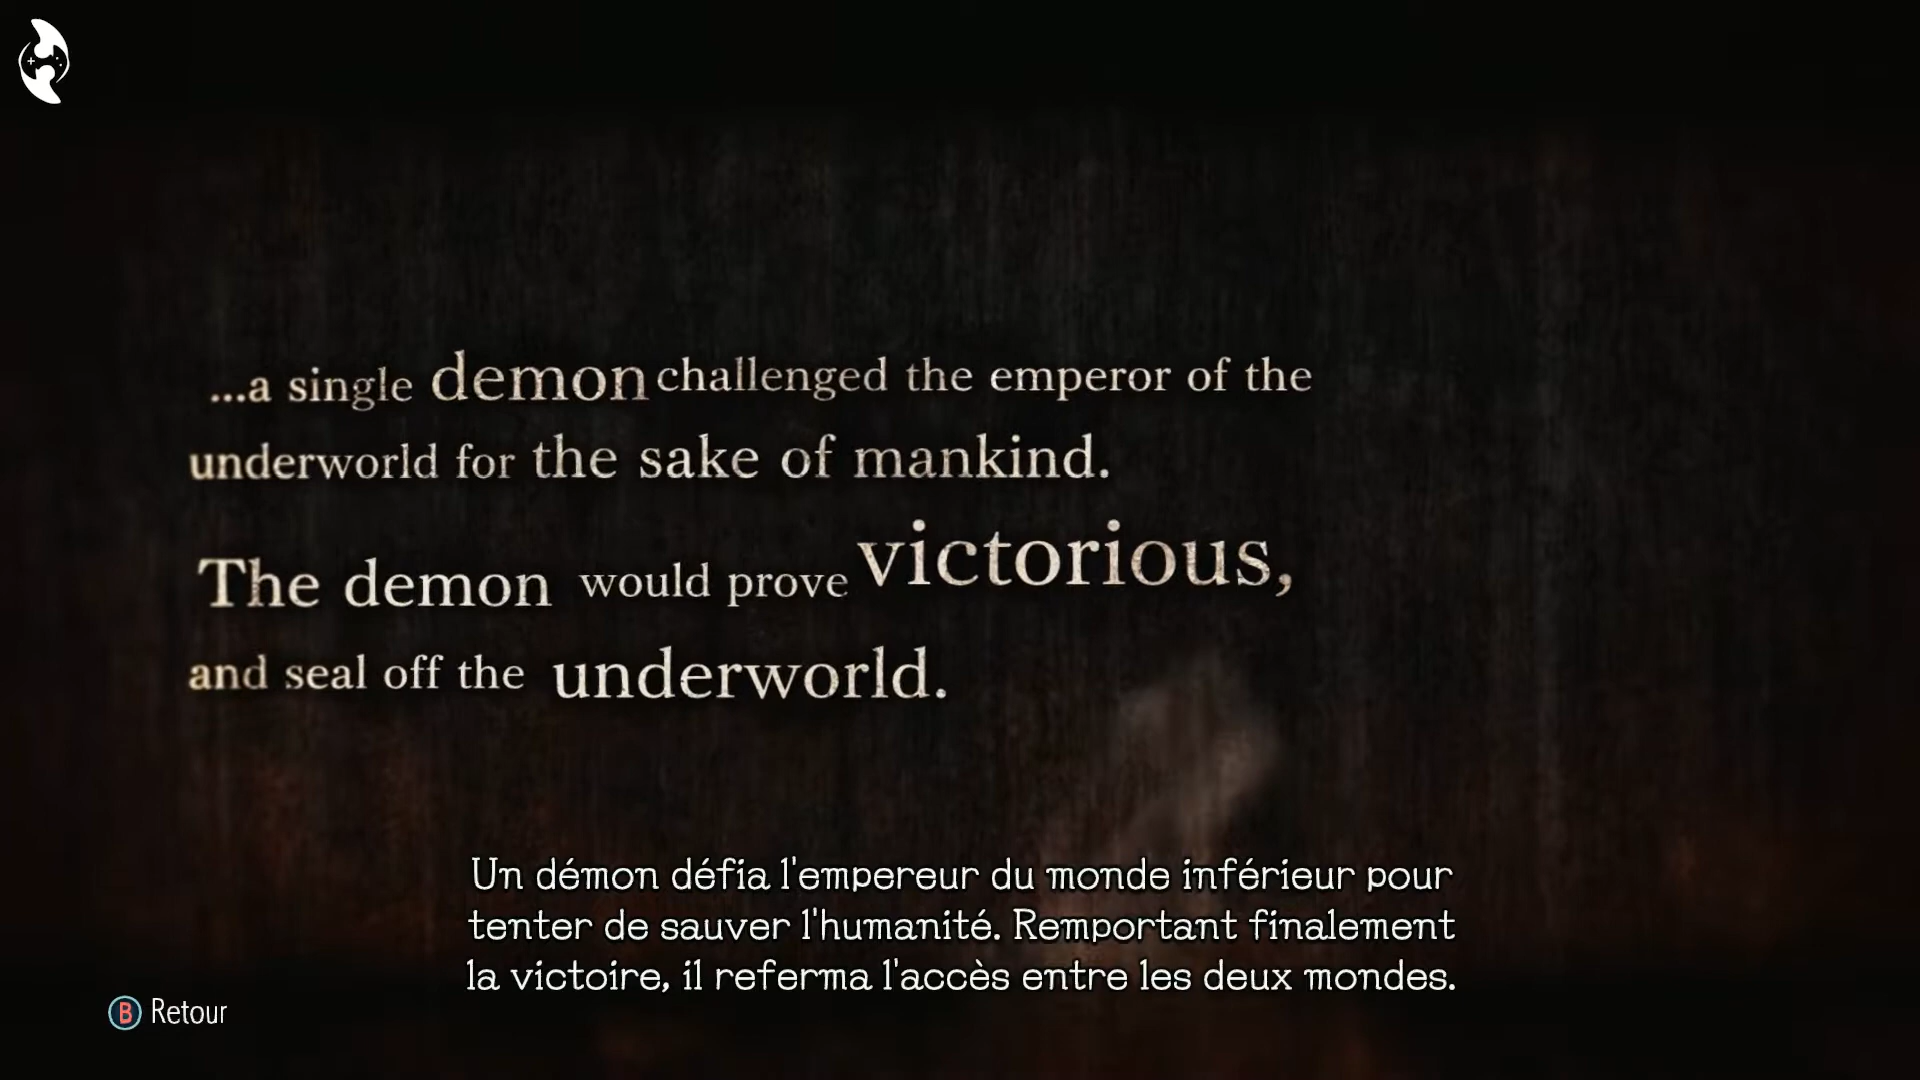 ...a single demon challenged the emperor of the
underworld for the sake of mankind.
The demon would prove victorious,
and seal off the underworld.
Un démon défia l'empereur du monde inférieur pour
tenter de sauver l'humanité. Remportant finalement
la victoire, il referma l'accès entre les deux mondes.
B Retour